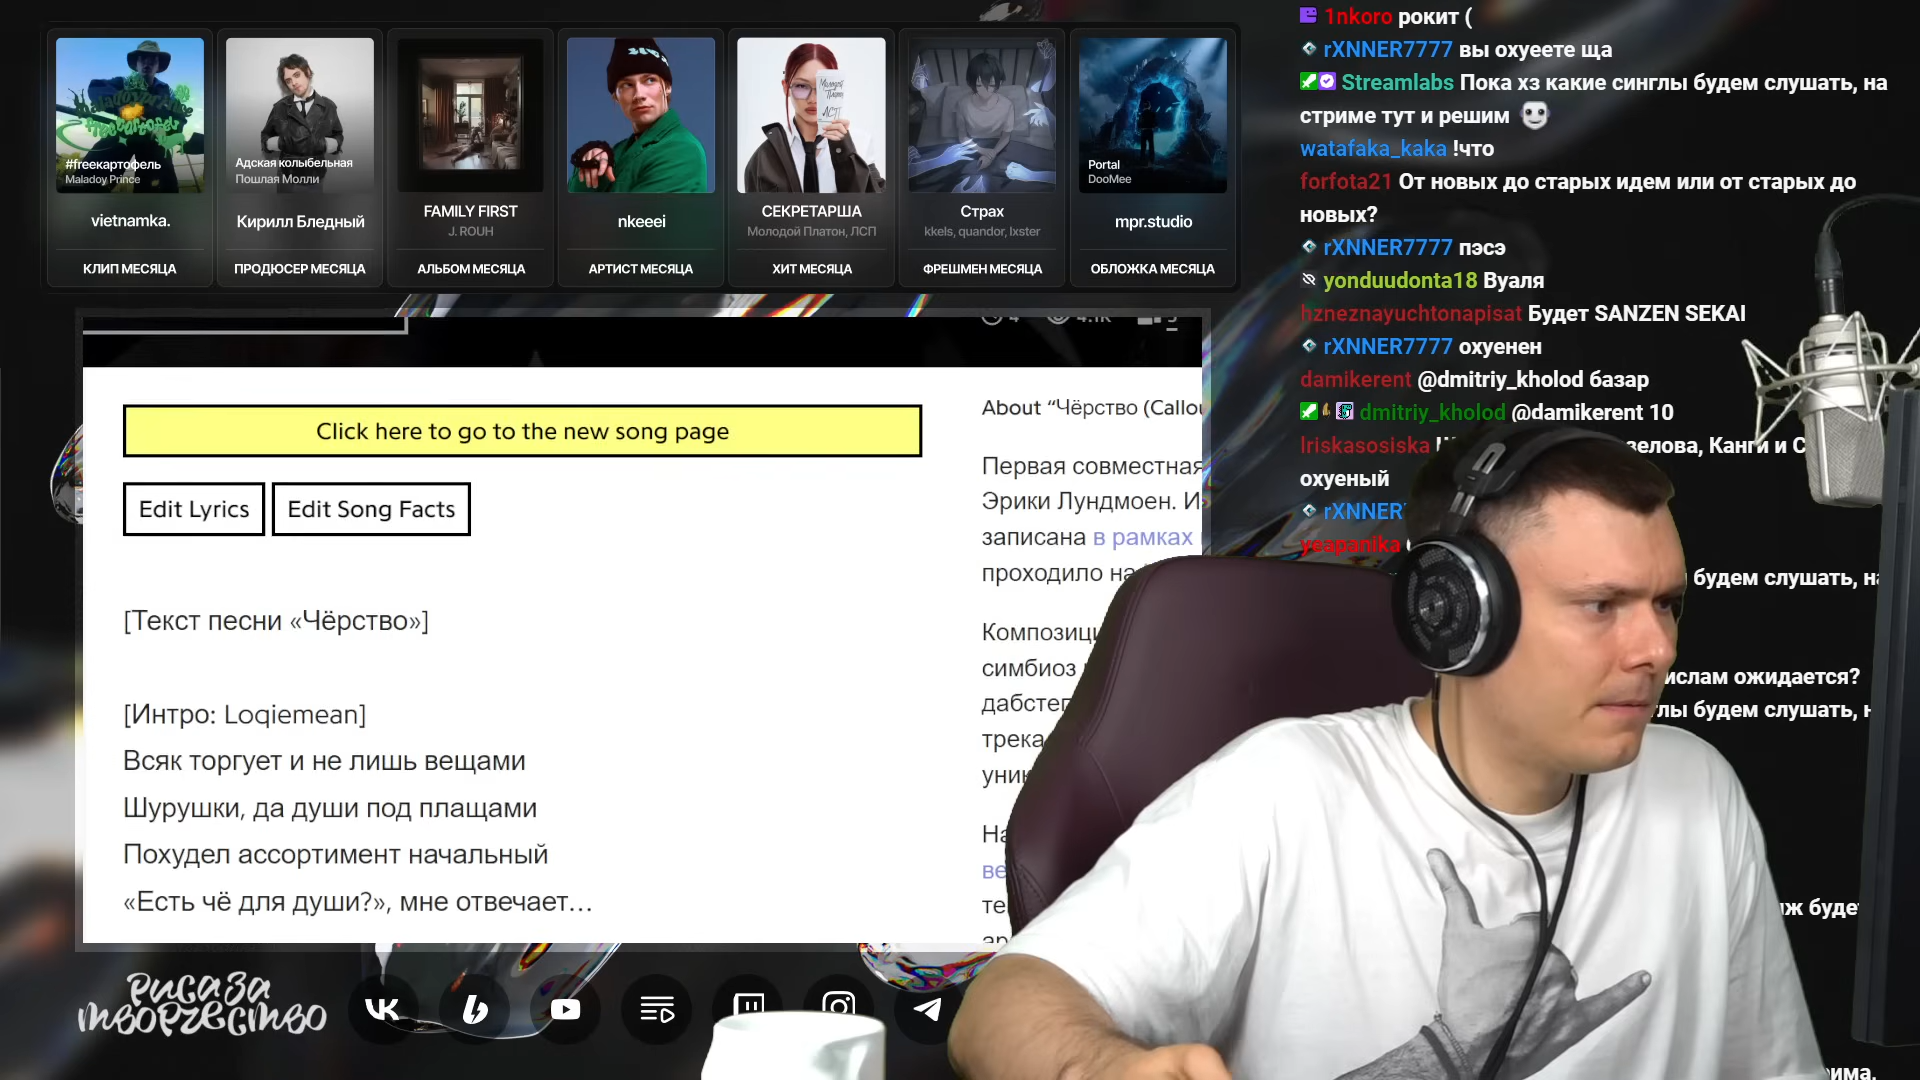 #freeкартофель
Maladoy Prince
vietnamka.
КЛИП МЕСЯЦА
Адская колыбельная
Пошлая Молли
Кирилл Бледный
ПРОДЮСЕР МЕСЯЦА
FAMILY FIRST
J. ROUH
АЛЬБОМ МЕСЯЦА
nkeeei
АРТИСТ МЕСЯЦА
СЕКРЕТАРША
Молодой Платон, ЛСП
ХИТ МЕСЯЦА
Страх
kkels, quandor, lxster
ФРЕШМЕН МЕСЯЦА
Portal
DooMee
mpr.studio
ОБЛОЖКА МЕСЯЦА
Click here to go to the new song page
Edit Lyrics
Edit Song Facts
[Текст песни «Чёрство»]
[Интро: Loqiemean]
Всяк торгует и не лишь вещами
Шурушки, да души под плащами
Похудел ассортимент начальный
«Есть чё для души?», мне отвечает...
About “Чёрство
Первая совместная
Эрики Лундмоен.
записана в рамках
проходило
симбиоз
трека
рисаза
творчество
1nkoro рокит (
rXNNER7777 вы охуеете ща
Streamlabs Пока хз какие синглы будем слушать, на
стриме тут и решим
watafaka_kaka !что
forfota21 От новых до старых идем или от старых до
новых?
rXNNER7777 пэсэ
yonduudonta18 Вуаля
hzneznayuchtonapisat Будет SANZEN SEKAI
rXNNER7777 охуенен
damikerent @dmitriy_kholod базар
dmitriy_kholod @damikerent 10
Iriskasosiska Канги и
охуеный
yeapanika
будем слушать,
ислам ожидается?
будем слушать,